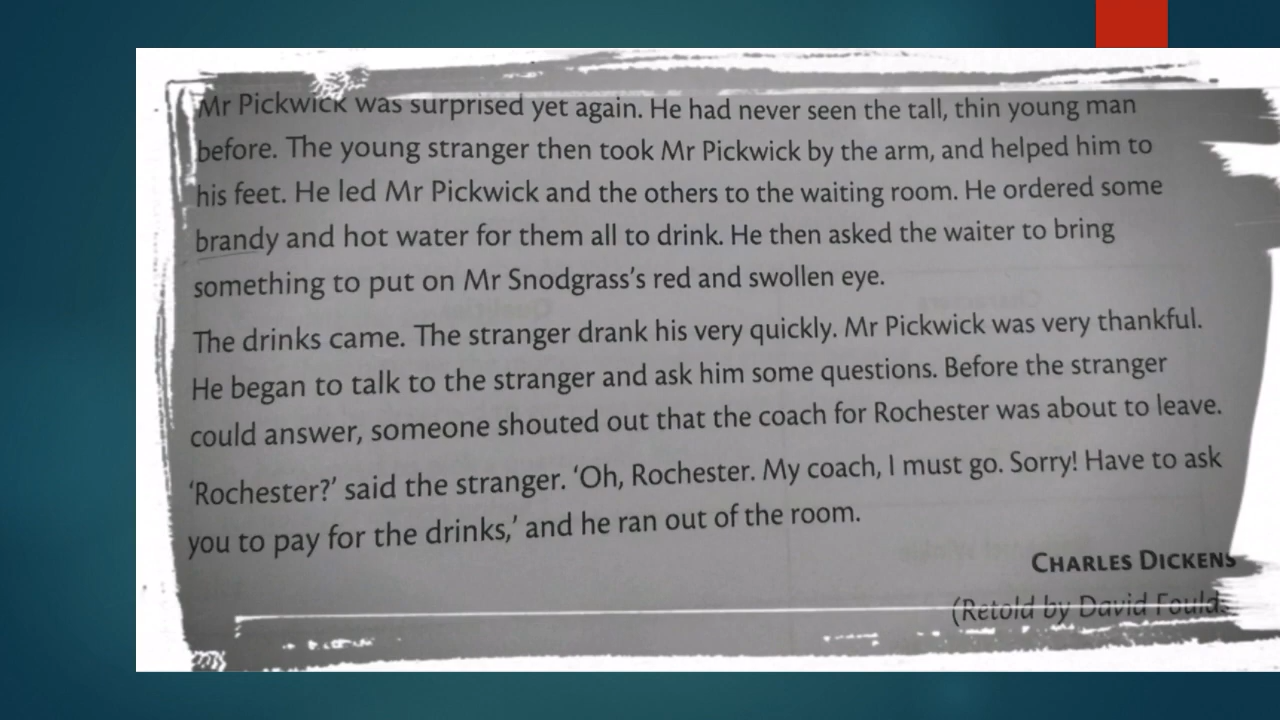 Mr Pickwick was surprised yet again. He had never seen the tall, thin young man
before. The young stranger then took Mr Pickwick by the arm, and helped him to
his feet. He led Mr Pickwick and the others to the waiting room. He ordered some
brandy and hot water for them all to drink. He then asked the waiter to bring
something to put on Mr Snodgrass's red and swollen eye.
The drinks came. The stranger drank his very quickly. Mr Pickwick was very thankful.
He began to talk to the stranger and ask him some questions. Before the stranger
could answer, someone shouted out that the coach for Rochester was about to leave.
‘Rochester?’ said the stranger. ‘Oh, Rochester. My coach, I must go. Sorry! Have to ask
you to pay for the drinks,’ and he ran out of the room.
CHARLES DICKENS
(Retold by David